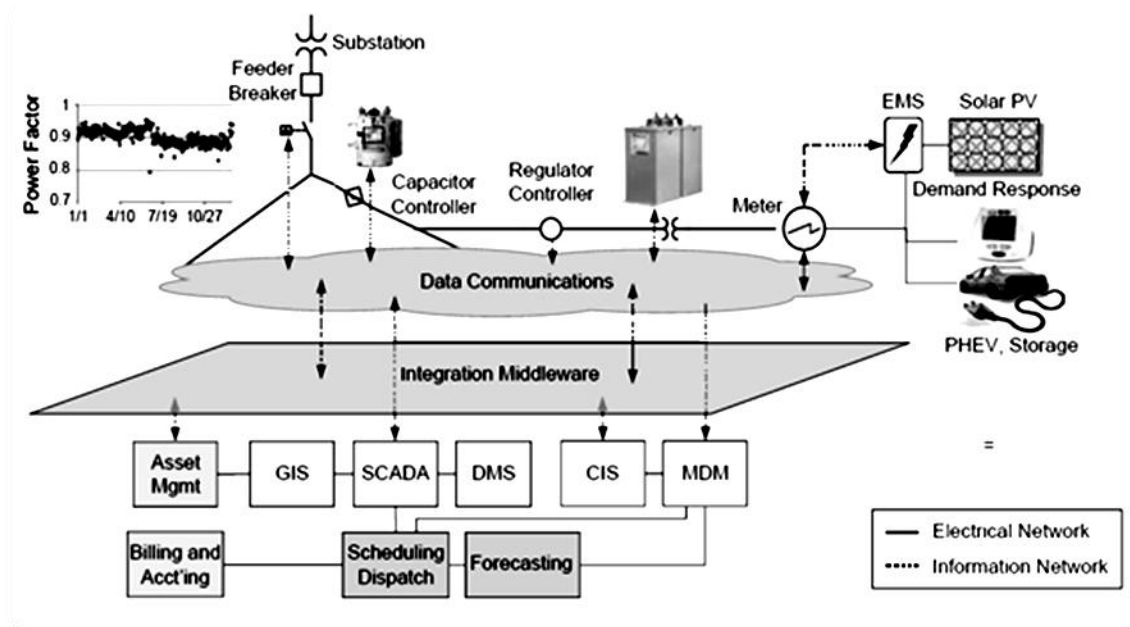 Substation
Feeder
Breaker
Power Factor
1
0.9
0.8
0.7
1/1
4/10
7/19
10/27
Capacitor
Controller
Regulator
Controller
Meter
EMS
Solar PV
Demand Response
PHEV, Storage
Data Communications
Integration Middleware
Asset
Mgmt
GIS
SCADA
DMS
CIS
MDM
=
Billing and
Acct'ing
Scheduling
Dispatch
Forecasting
Electrical Network
Information Network